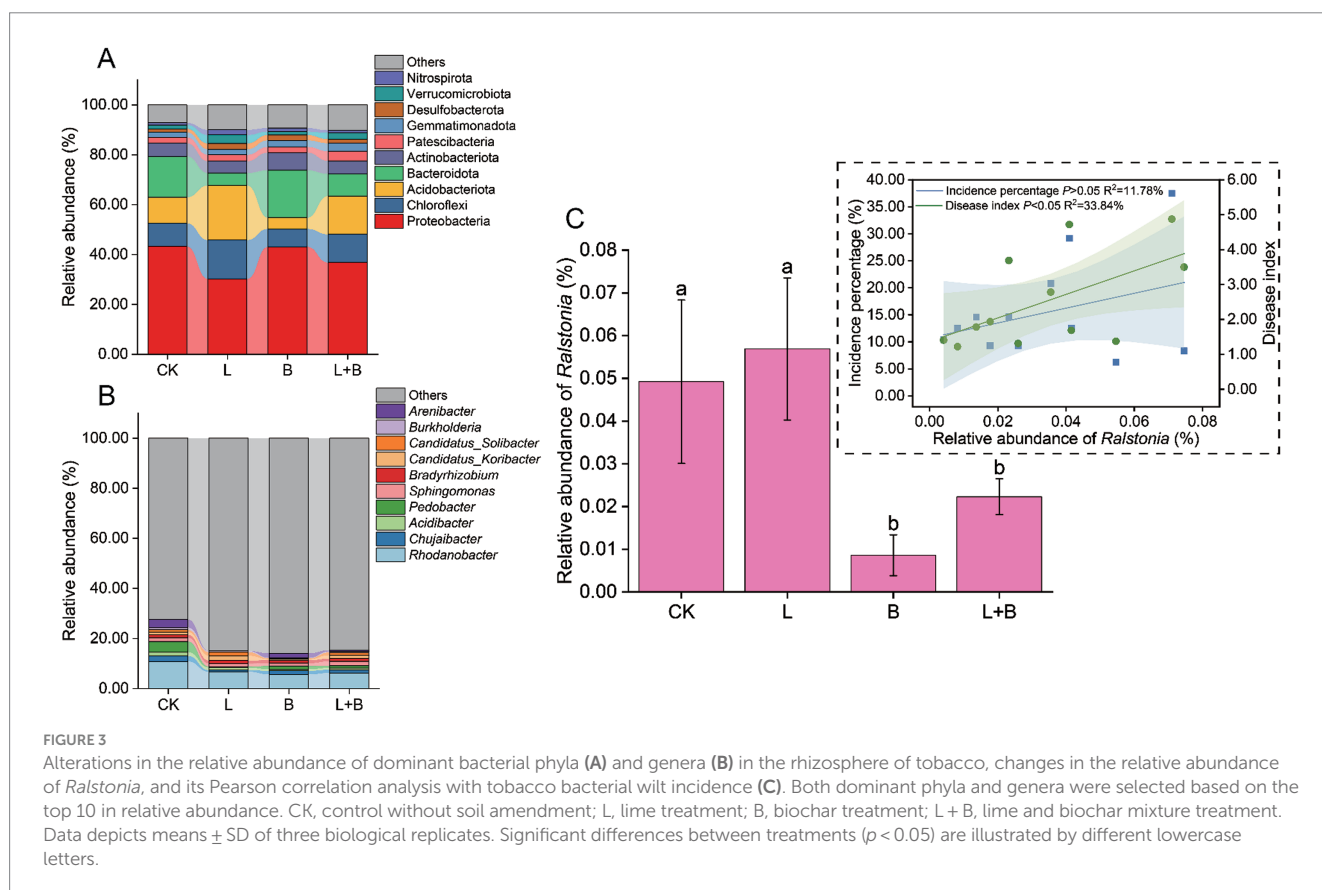 A
Others
Nitrospirota
Verrucomicrobiota
Desulfobacterota
Gemmatimonadota
Patescibacteria
Actinobacteriota
Bacteroidota
Acidobacteriota
Chloroflexi
Proteobacteria
Relative abundance (%)
100.00
80.00
60.00
40.00
20.00
0.00
CK
L
B
L+B
B
Others
Arenibacter
Burkholderia
Candidatus_Solibacter
Candidatus_Koribacter
Bradyrhizobium
Sphingomonas
Pedobacter
Acidibacter
Chujaibacter
Rhodanobacter
Relative abundance (%)
100.00
80.00
60.00
40.00
20.00
0.00
CK
L
B
L+B
C
Relative abundance of Ralstonia (%)
0.08
0.07
0.06
0.05
0.04
0.03
0.02
0.01
0.00
a
a
b
b
CK
L
B
L+B
Incidence percentage P>0.05 R²=11.78%
Disease index P<0.05 R²=33.84%
Incidence percentage (%)
40.00
35.00
30.00
25.00
20.00
15.00
10.00
5.00
0.00
Disease index
6.00
5.00
4.00
3.00
2.00
1.00
0.00
0.00
0.02
0.04
0.06
0.08
Relative abundance of Ralstonia (%)
FIGURE 3
Alterations in the relative abundance of dominant bacterial phyla (A) and genera (B) in the rhizosphere of tobacco, changes in the relative abundance
of Ralstonia, and its Pearson correlation analysis with tobacco bacterial wilt incidence (C). Both dominant phyla and genera were selected based on the
top 10 in relative abundance. CK, control without soil amendment; L, lime treatment; B, biochar treatment; L + B, lime and biochar mixture treatment.
Data depicts means ± SD of three biological replicates. Significant differences between treatments (p < 0.05) are illustrated by different lowercase
letters.